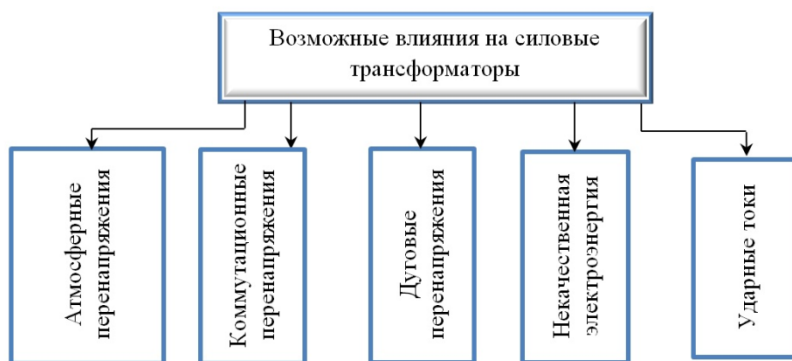 Возможные влияния на силовые
трансформаторы
Атмосферные
перенапряжения
Коммутационные
перенапряжения
Дуговые
перенапряжения
Некачественная
электроэнергия
Ударные токи